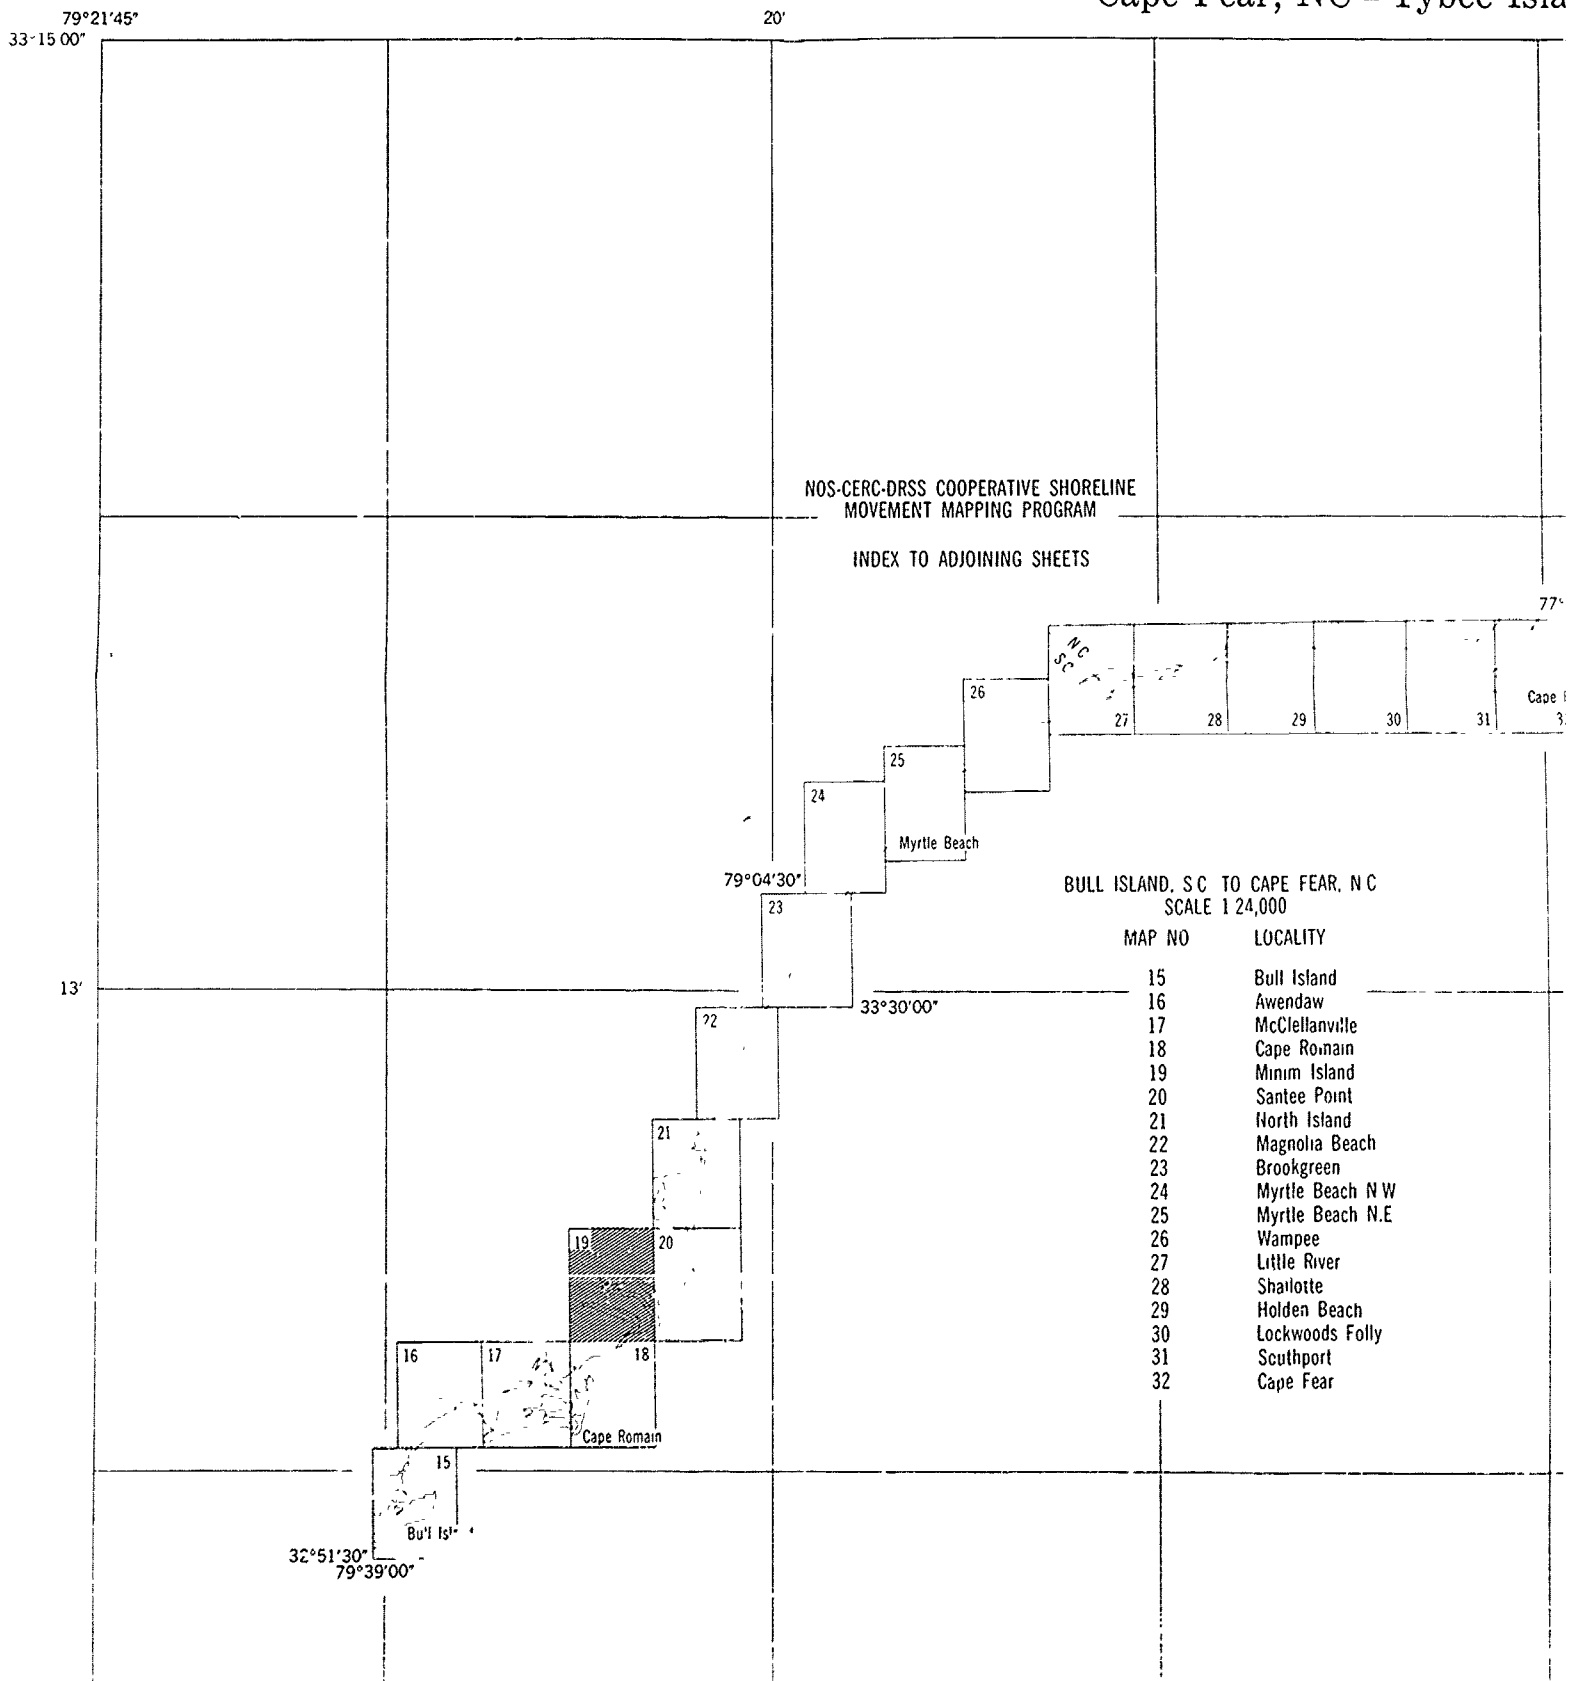 79°21'45"
20'
33-15 00"
NOS-CERC-DRSS COOPERATIVE SHORELINE
MOVEMENT MAPPING PROGRAM
INDEX TO ADJOINING SHEETS
77°
NC
SC
26
Cape
27
28
29
30
31
25
24
Myrtle Beach
79°04'30"
23
BULL ISLAND, S C TO CAPE FEAR, N C
SCALE 1 24,000
MAP NO LOCALITY
13'
33°30'00"
15 Bull Island
16 Awendaw
17 McClellanville
18 Cape Romain
19 Minim Island
20 Santee Point
21 North Island
22 Magnolia Beach
23 Brookgreen
24 Myrtle Beach N W
25 Myrtle Beach N.E
26 Wampee
27 Little River
28 Shallotte
29 Holden Beach
30 Lockwoods Folly
31 Southport
32 Cape Fear
22
21
19
20
16
17
18
Cape Romain
15
Bull
32°51'30"
79°39'00"